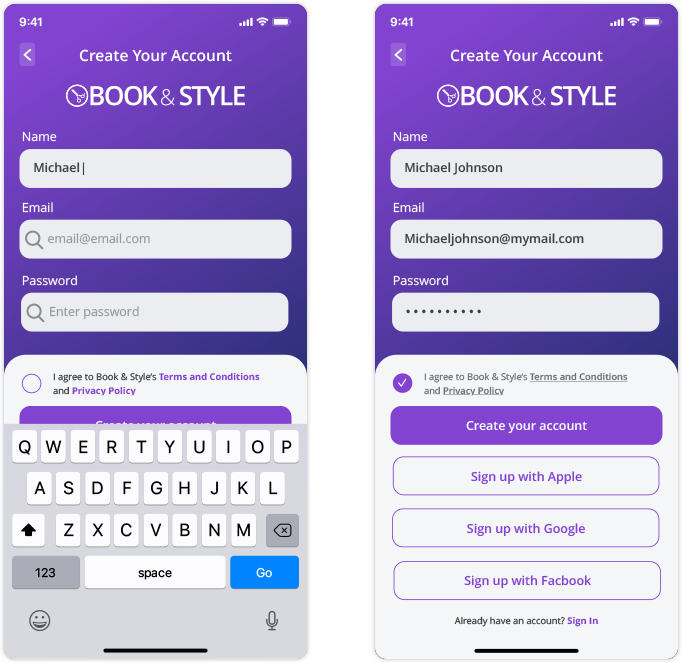 9:41
Create Your Account
BOOK & STYLE
Name
Michael
Email
email@email.com
Password
Enter password
I agree to Book & Style's Terms and Conditions
and Privacy Policy
Create your account
Q W E R T Y U I O P
A S D F G H J K L
Z X C V B N M
123 space Go
9:41
Create Your Account
BOOK & STYLE
Name
Michael Johnson
Email
Michaeljohnson@mymail.com
Password
I agree to Book & Style's Terms and Conditions
and Privacy Policy
Create your account
Sign up with Apple
Sign up with Google
Sign up with Facbook
Already have an account? Sign In